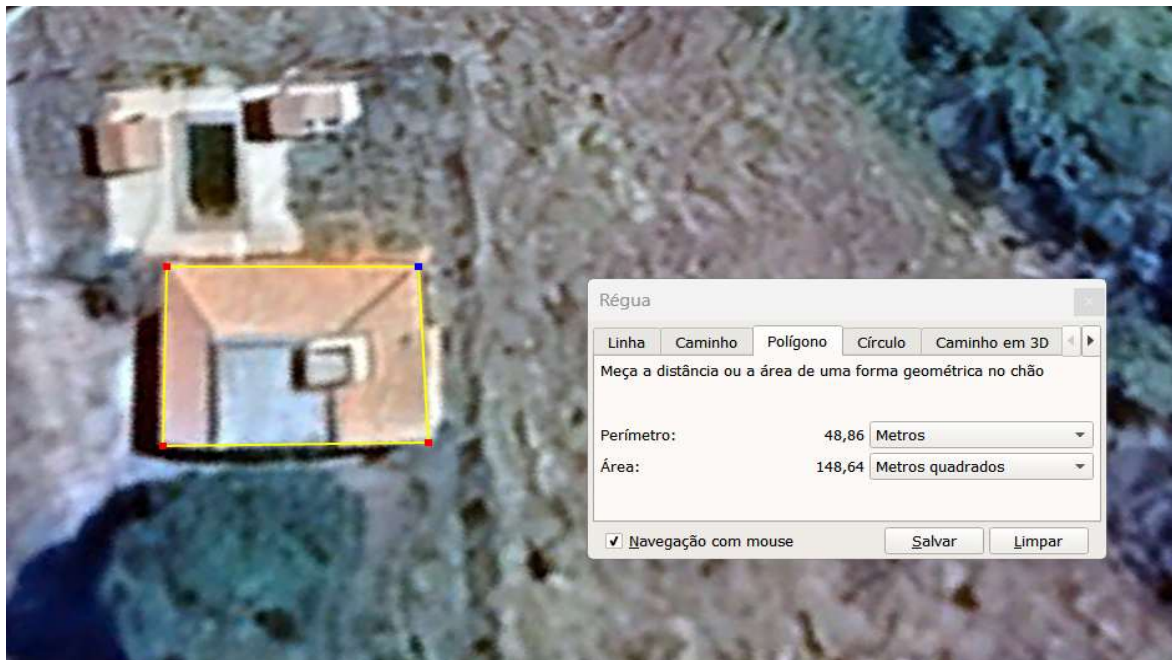 Régua
Linha Caminho Polígono Círculo Caminho em 3D
Meça a distância ou a área de uma forma geométrica no chão
Perímetro: 48,86 Metros
Área: 148,64 Metros quadrados
Navegação com mouse Salvar Limpar